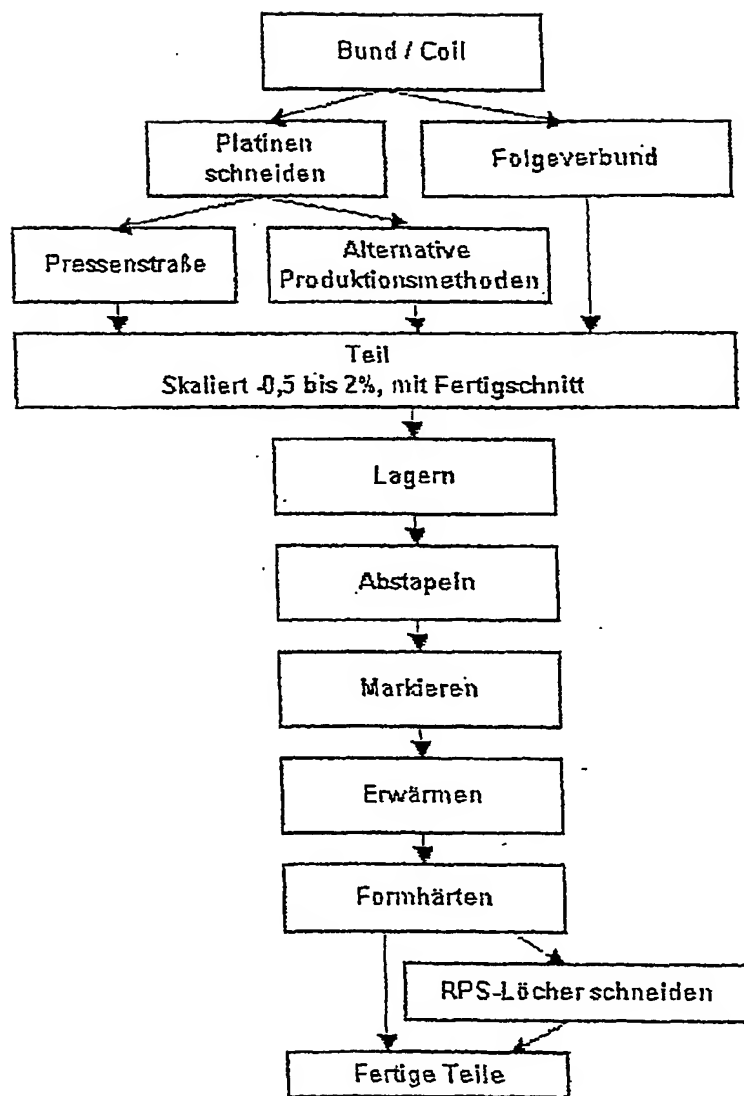 Bund / Coil
Platinen
schneiden
Folgeverbund
Pressenstraße
Alternative
Produktionsmethoden
Teil
Skaliert -0,5 bis 2%, mit Fertigschnitt
Lagern
Abstapeln
Markieren
Erwärmen
Formhärten
RPS-Löcher schneiden
Fertige Teile